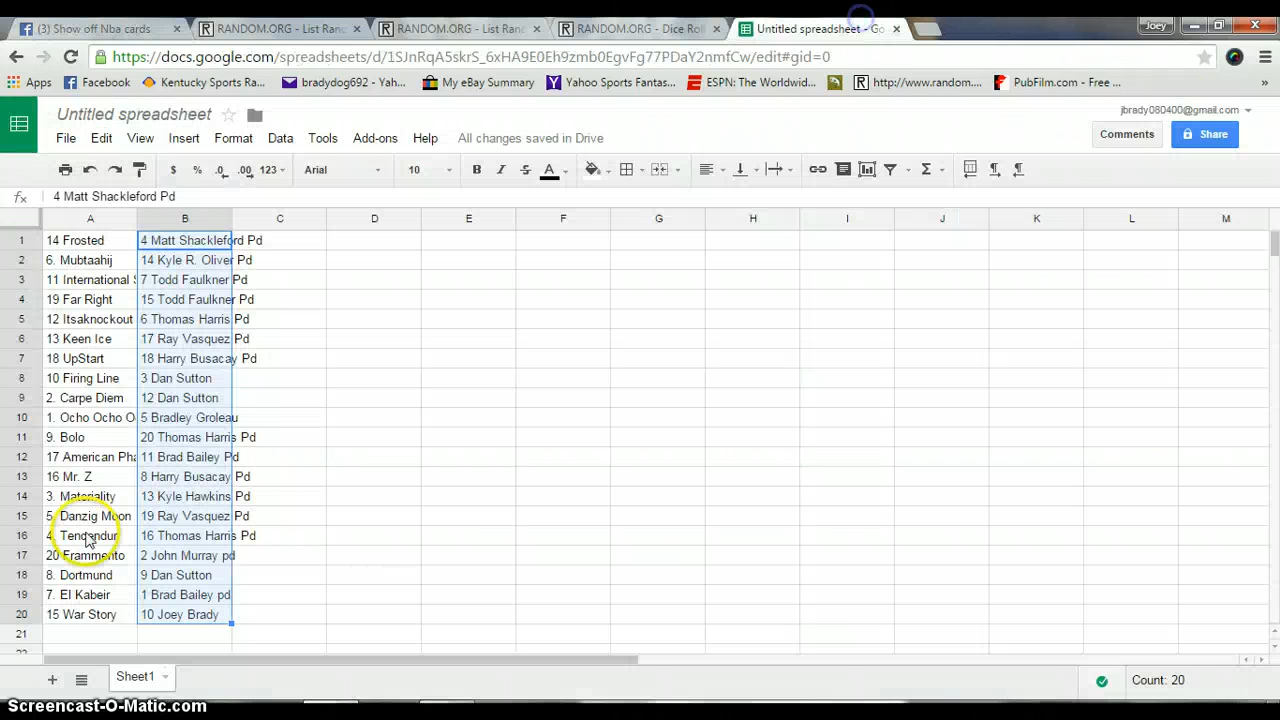 (3) Show off Nba cards
RANDOM.ORG - List Ran
RANDOM.ORG - List Ran
RANDOM.ORG - Dice Roll
Untitled spreadsheet - Go
Joey
https://docs.google.com/spreadsheets/d/1SJnRqA5skrS_6xHA9E0Ehztmb0EgvFg77PDaY2nmfCw/edit#gid=0
Apps
Facebook
Kentucky Sports Ra
bradydog692 - Yah...
My eBay Summary
Yahoo Sports Fantas...
ESPN: The Worldwid...
http://www.random...
PubFilm.com - Free ...
Untitled spreadsheet
jbrady080400@gmail.com
File Edit View Insert Format Data Tools Add-ons Help All changes saved in Drive
Comments
Share
$ % .0 .00 123
Arial
10
B I S A
fx
4 Matt Shackleford Pd
A B C D E F G H I J K L M
1 14 Frosted 4 Matt Shackleford Pd
2 6. Mubtaahij 14 Kyle R. Oliver Pd
3 11 International S 7 Todd Faulkner Pd
4 19 Far Right 15 Todd Faulkner Pd
5 12 Itsaknockout 6 Thomas Harris Pd
6 13 Keen Ice 17 Ray Vasquez Pd
7 18 UpStart 18 Harry Busacay Pd
8 10 Firing Line 3 Dan Sutton
9 2. Carpe Diem 12 Dan Sutton
10 1. Ocho Ocho O 5 Bradley Groleau
11 9. Bolo 20 Thomas Harris Pd
12 17 American Pha 11 Brad Bailey Pd
13 16 Mr. Z 8 Harry Busacay Pd
14 3. Materiality 13 Kyle Hawkins Pd
15 5. Danzig Moon 19 Ray Vasquez Pd
16 4. Tencendur 16 Thomas Harris Pd
17 20 Frammento 2 John Murray pd
18 8. Dortmund 9 Dan Sutton
19 7. El Kabeir 1 Brad Bailey pd
20 15 War Story 10 Joey Brady
21
Sheet1
Count: 20
Screencast-O-Matic.com